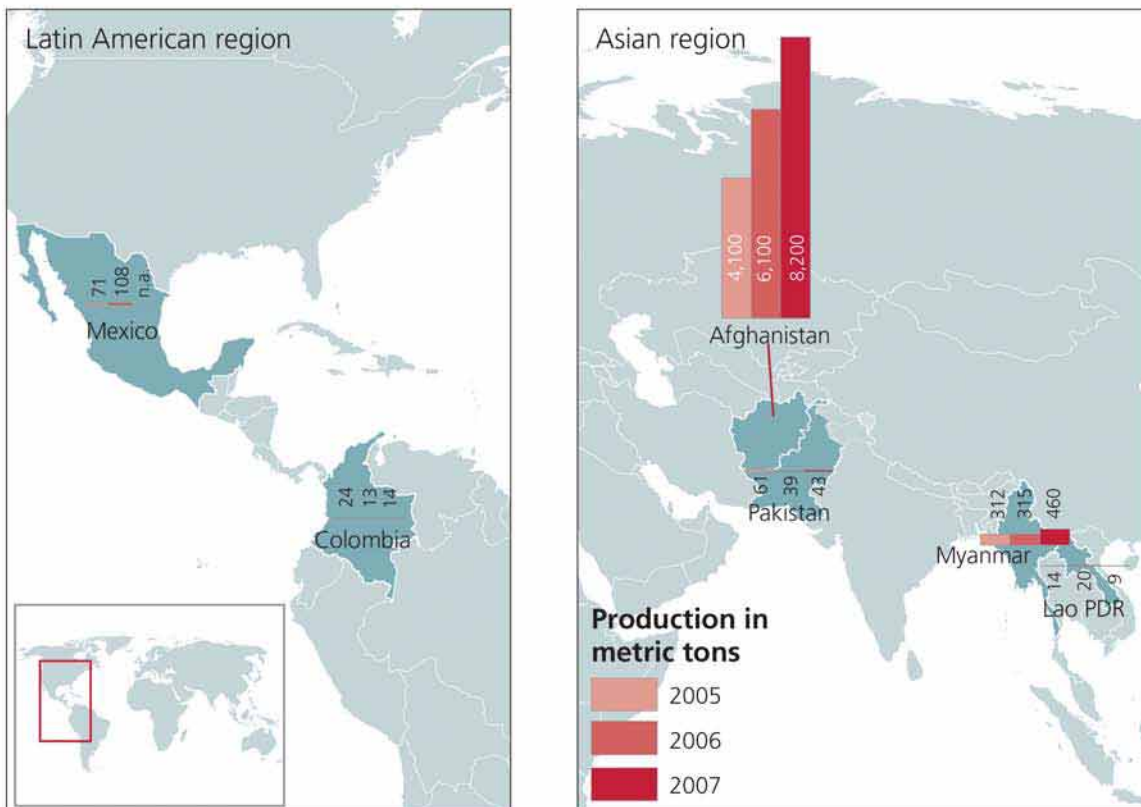 Latin American region
71
108
n.a.
Mexico
24
13
14
Colombia
Asian region
4,100
6,100
8,200
Afghanistan
61
39
43
Pakistan
312
315
460
Myanmar
14
20
9
Lao PDR
Production in
metric tons
2005
2006
2007